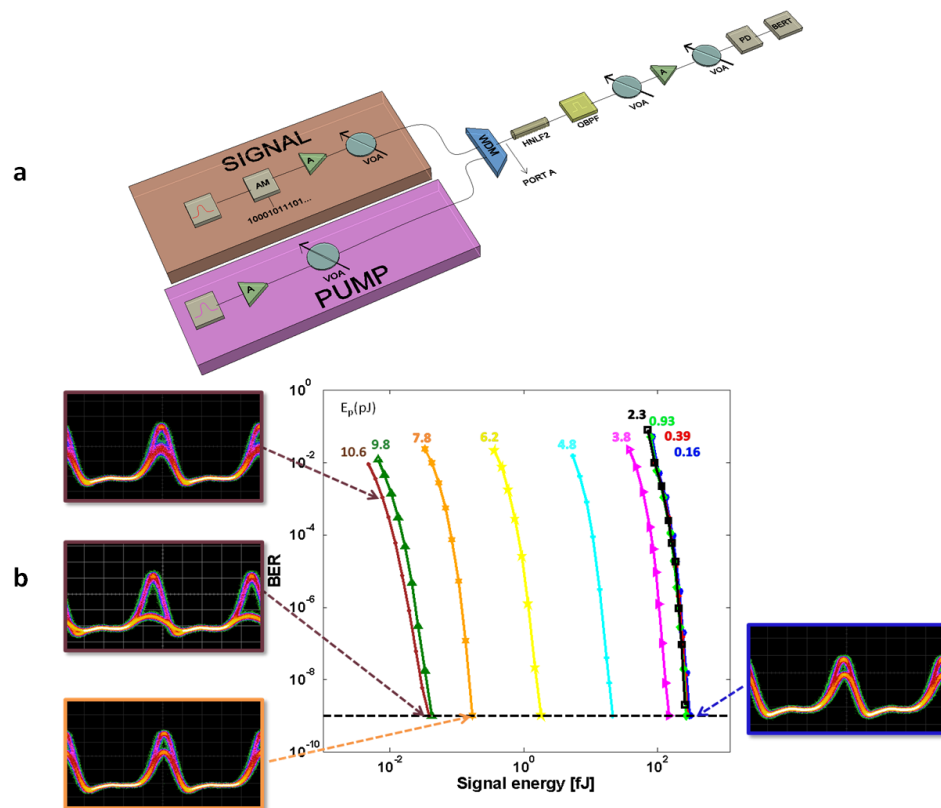 a
SIGNAL
AM
A
VOA
10001011101...
PUMP
A
VOA
WDM
PORT A
HNLF2
OBPF
VOA
A
VOA
PD
BERT
b
BER
10^0
10^-2
10^-4
10^-6
10^-8
10^-10
E_p(pJ)
10.6
9.8
7.8
6.2
4.8
3.8
2.3
0.93
0.39
0.16
10^-2
10^0
10^2
Signal energy [fJ]